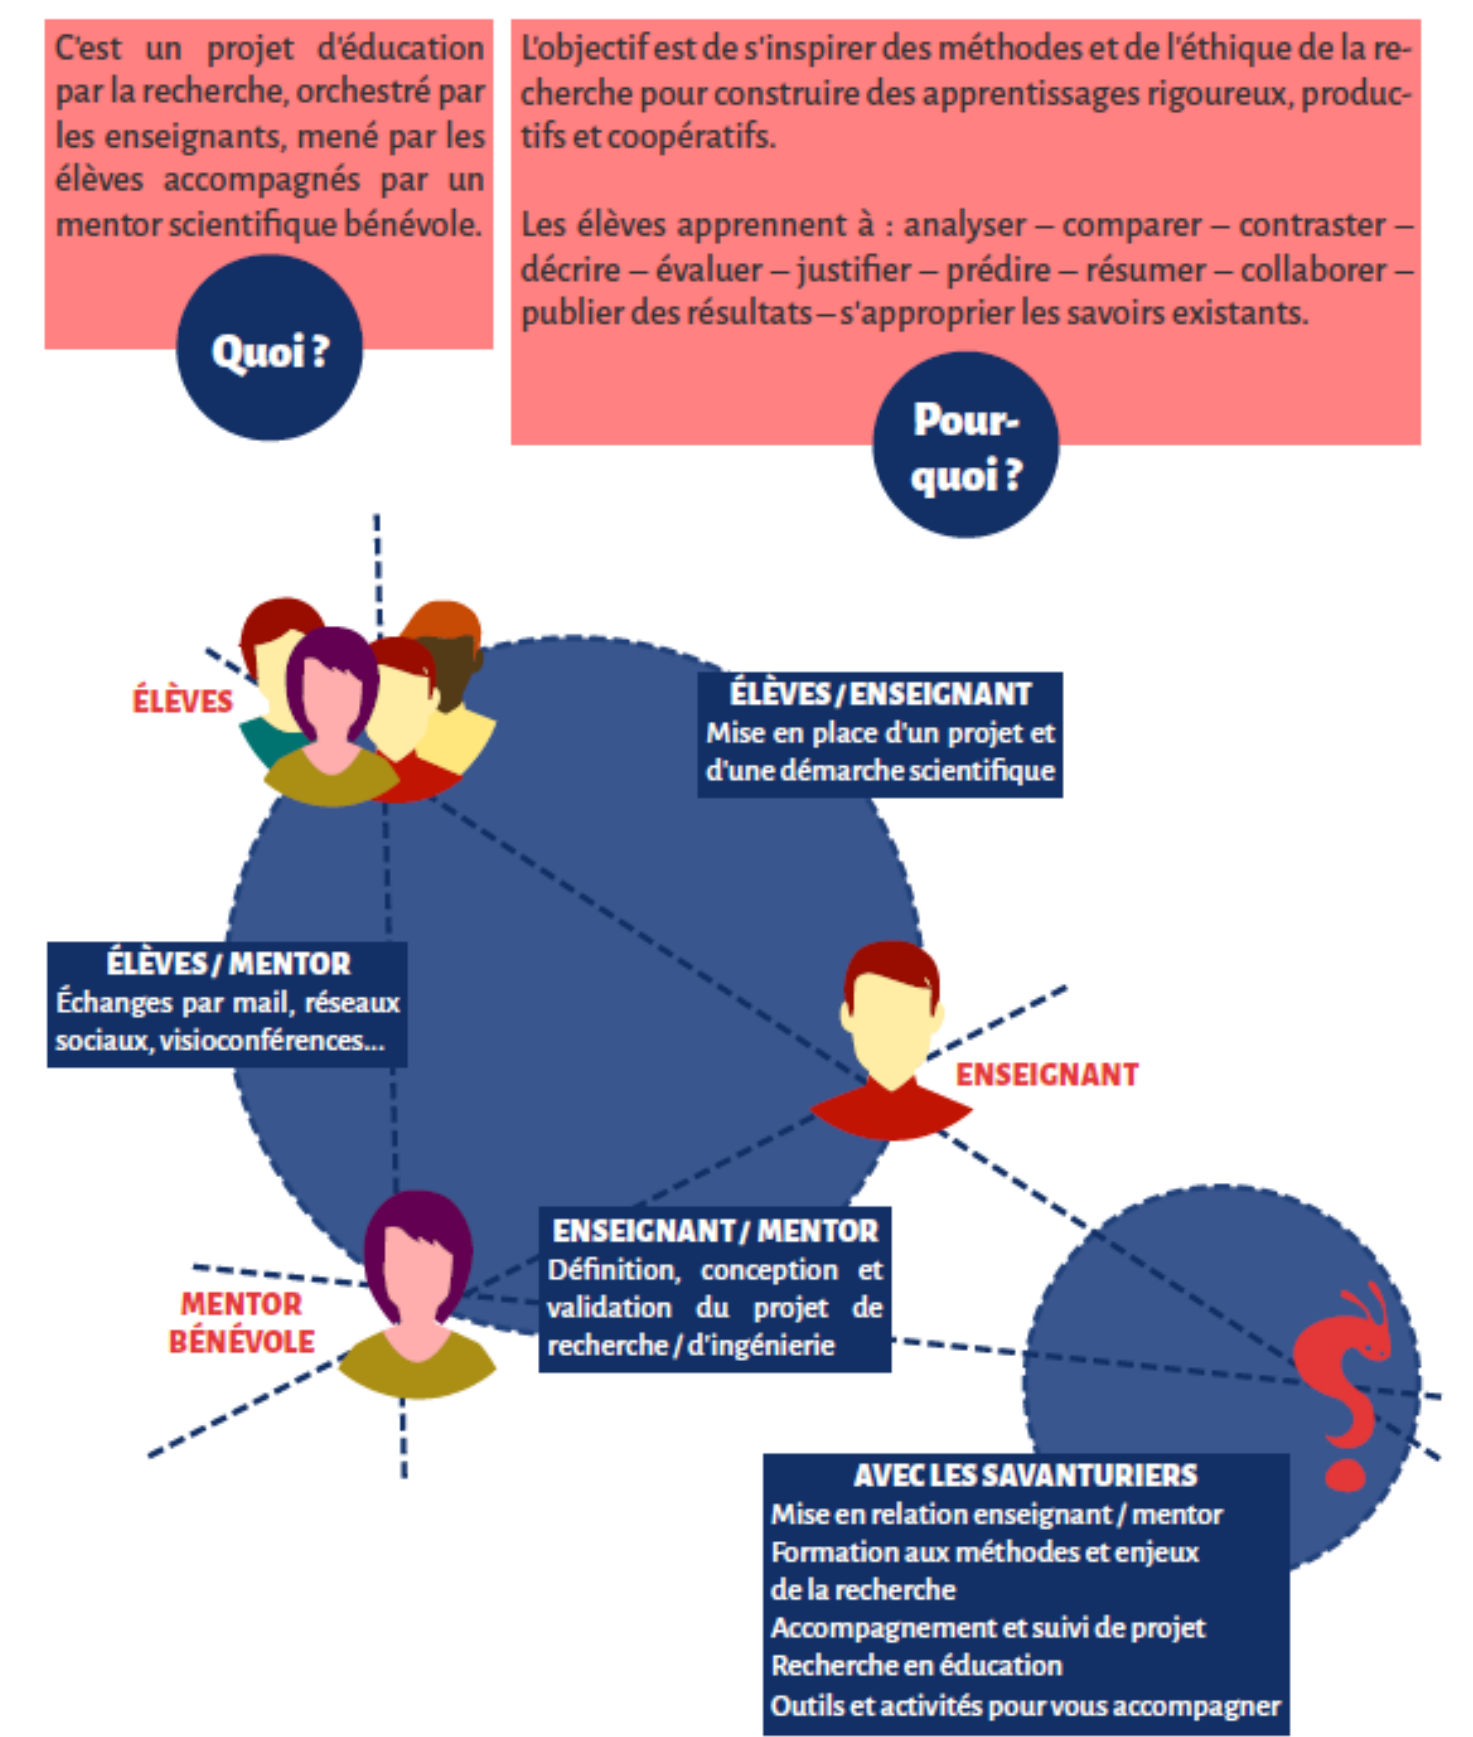 C'est un projet d'éducation
par la recherche, orchestré par
les enseignants, mené par les
élèves accompagnés par un
mentor scientifique bénévole.
Quoi ?
L'objectif est de s'inspirer des méthodes et de l'éthique de la re-
cherche pour construire des apprentissages rigoureux, produc-
tifs et coopératifs.
Les élèves apprennent à : analyser – comparer – contraster –
décrire – évaluer – justifier – prédire – résumer – collaborer –
publier des résultats – s'approprier les savoirs existants.
Pour-
quoi ?
ÉLÈVES
ÉLÈVES / ENSEIGNANT
Mise en place d'un projet et
d'une démarche scientifique
ÉLÈVES / MENTOR
Échanges par mail, réseaux
sociaux, visioconférences...
ENSEIGNANT
ENSEIGNANT / MENTOR
Définition, conception et
validation du projet de
recherche / d'ingénierie
MENTOR
BÉNÉVOLE
AVEC LES SAVANTURIERS
Mise en relation enseignant / mentor
Formation aux méthodes et enjeux
de la recherche
Accompagnement et suivi de projet
Recherche en éducation
Outils et activités pour vous accompagner